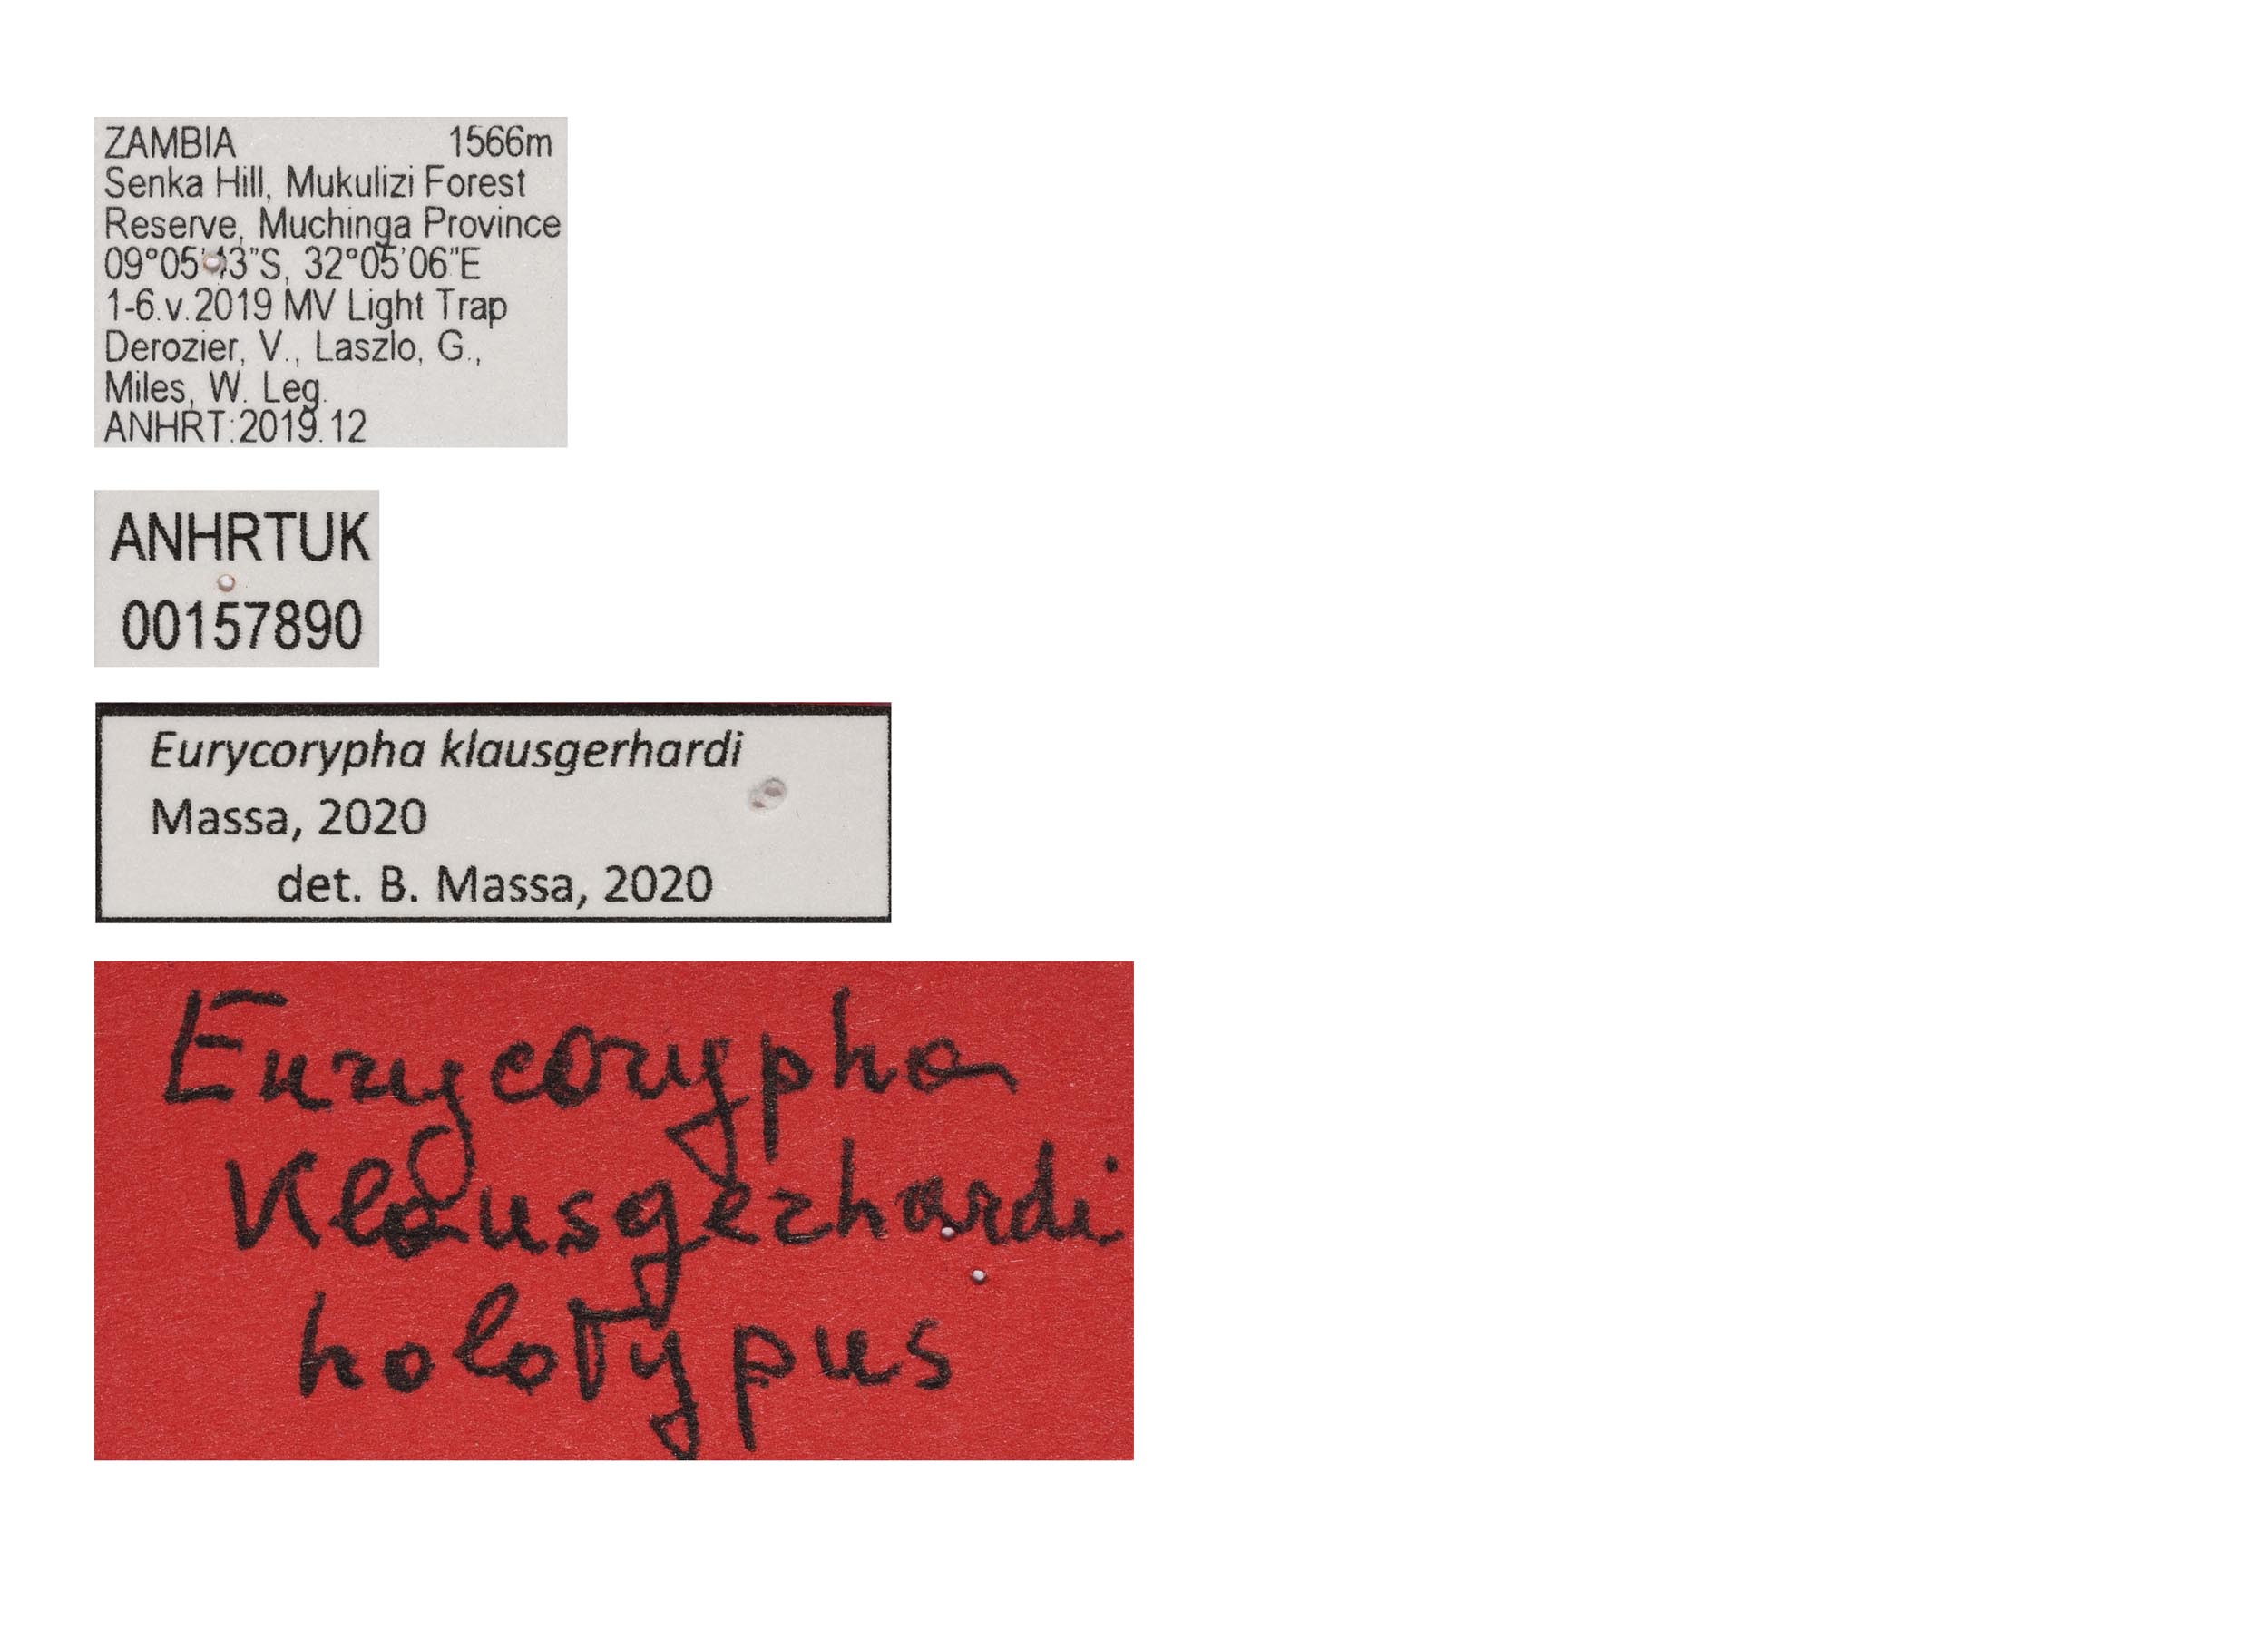 ZAMBIA 1566m
Senka Hill, Mukulizi Forest
Reserve, Muchinga Province
09°05'43"S, 32°05'06"E
1-6.v.2019 MV Light Trap
Derozier, V., Laszlo, G.,
Miles, W. Leg.
ANHRT:2019.12
ANHRTUK
00157890
Eurycorypha klausgerhardi
Massa, 2020
det. B. Massa, 2020
Eurycorypha
Klausgerhardi
holotypus